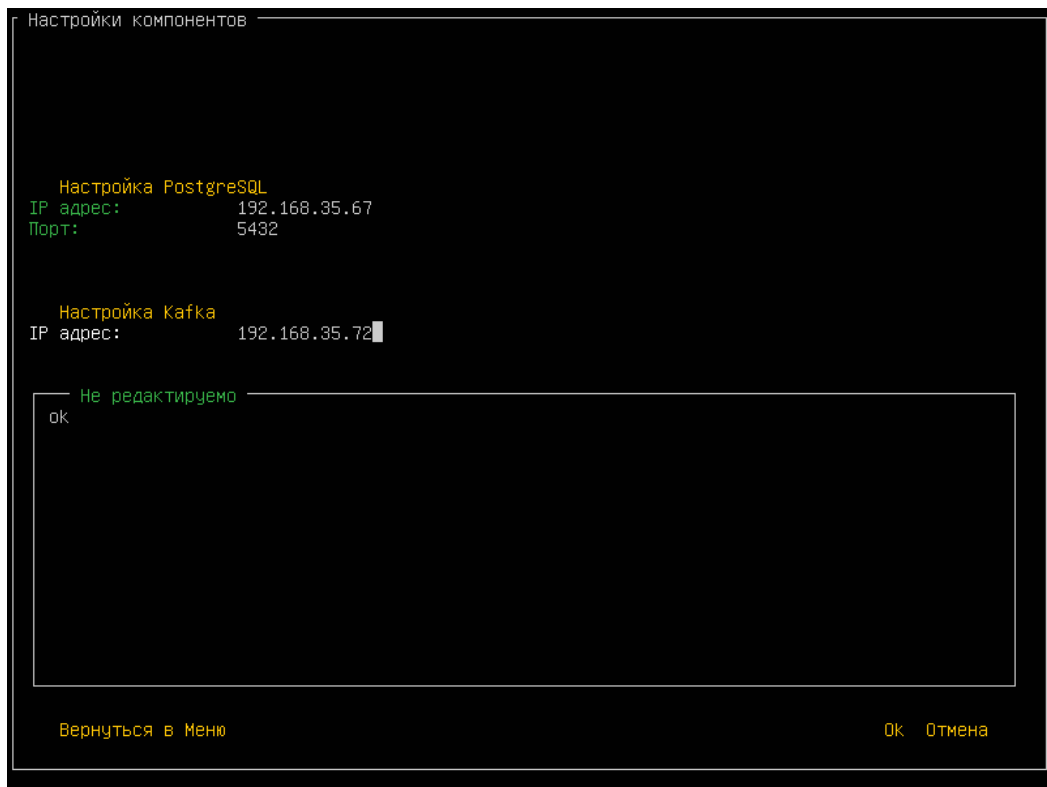 Настройки компонентов
Настройка PostgreSQL
IP адрес: 192.168.35.67
Порт: 5432
Настройка Kafka
IP адрес: 192.168.35.72
Не редактируемо
ok
Вернуться в Меню Ok Отмена